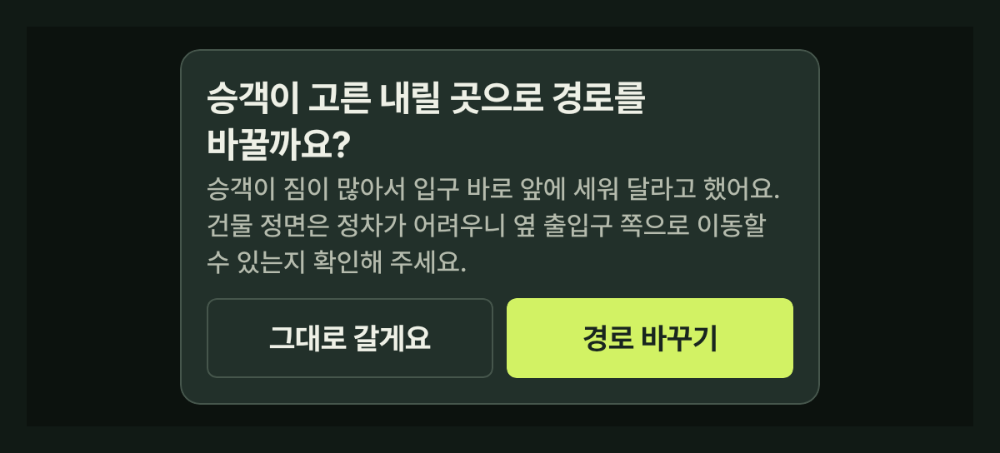 승객이 고른 내릴 곳으로 경로를
바꿀까요?
승객이 짐이 많아서 입구 바로 앞에 세워 달라고 했어요.
건물 정면은 정차가 어려우니 옆 출입구 쪽으로 이동할
수 있는지 확인해 주세요.
그대로 갈게요
경로 바꾸기